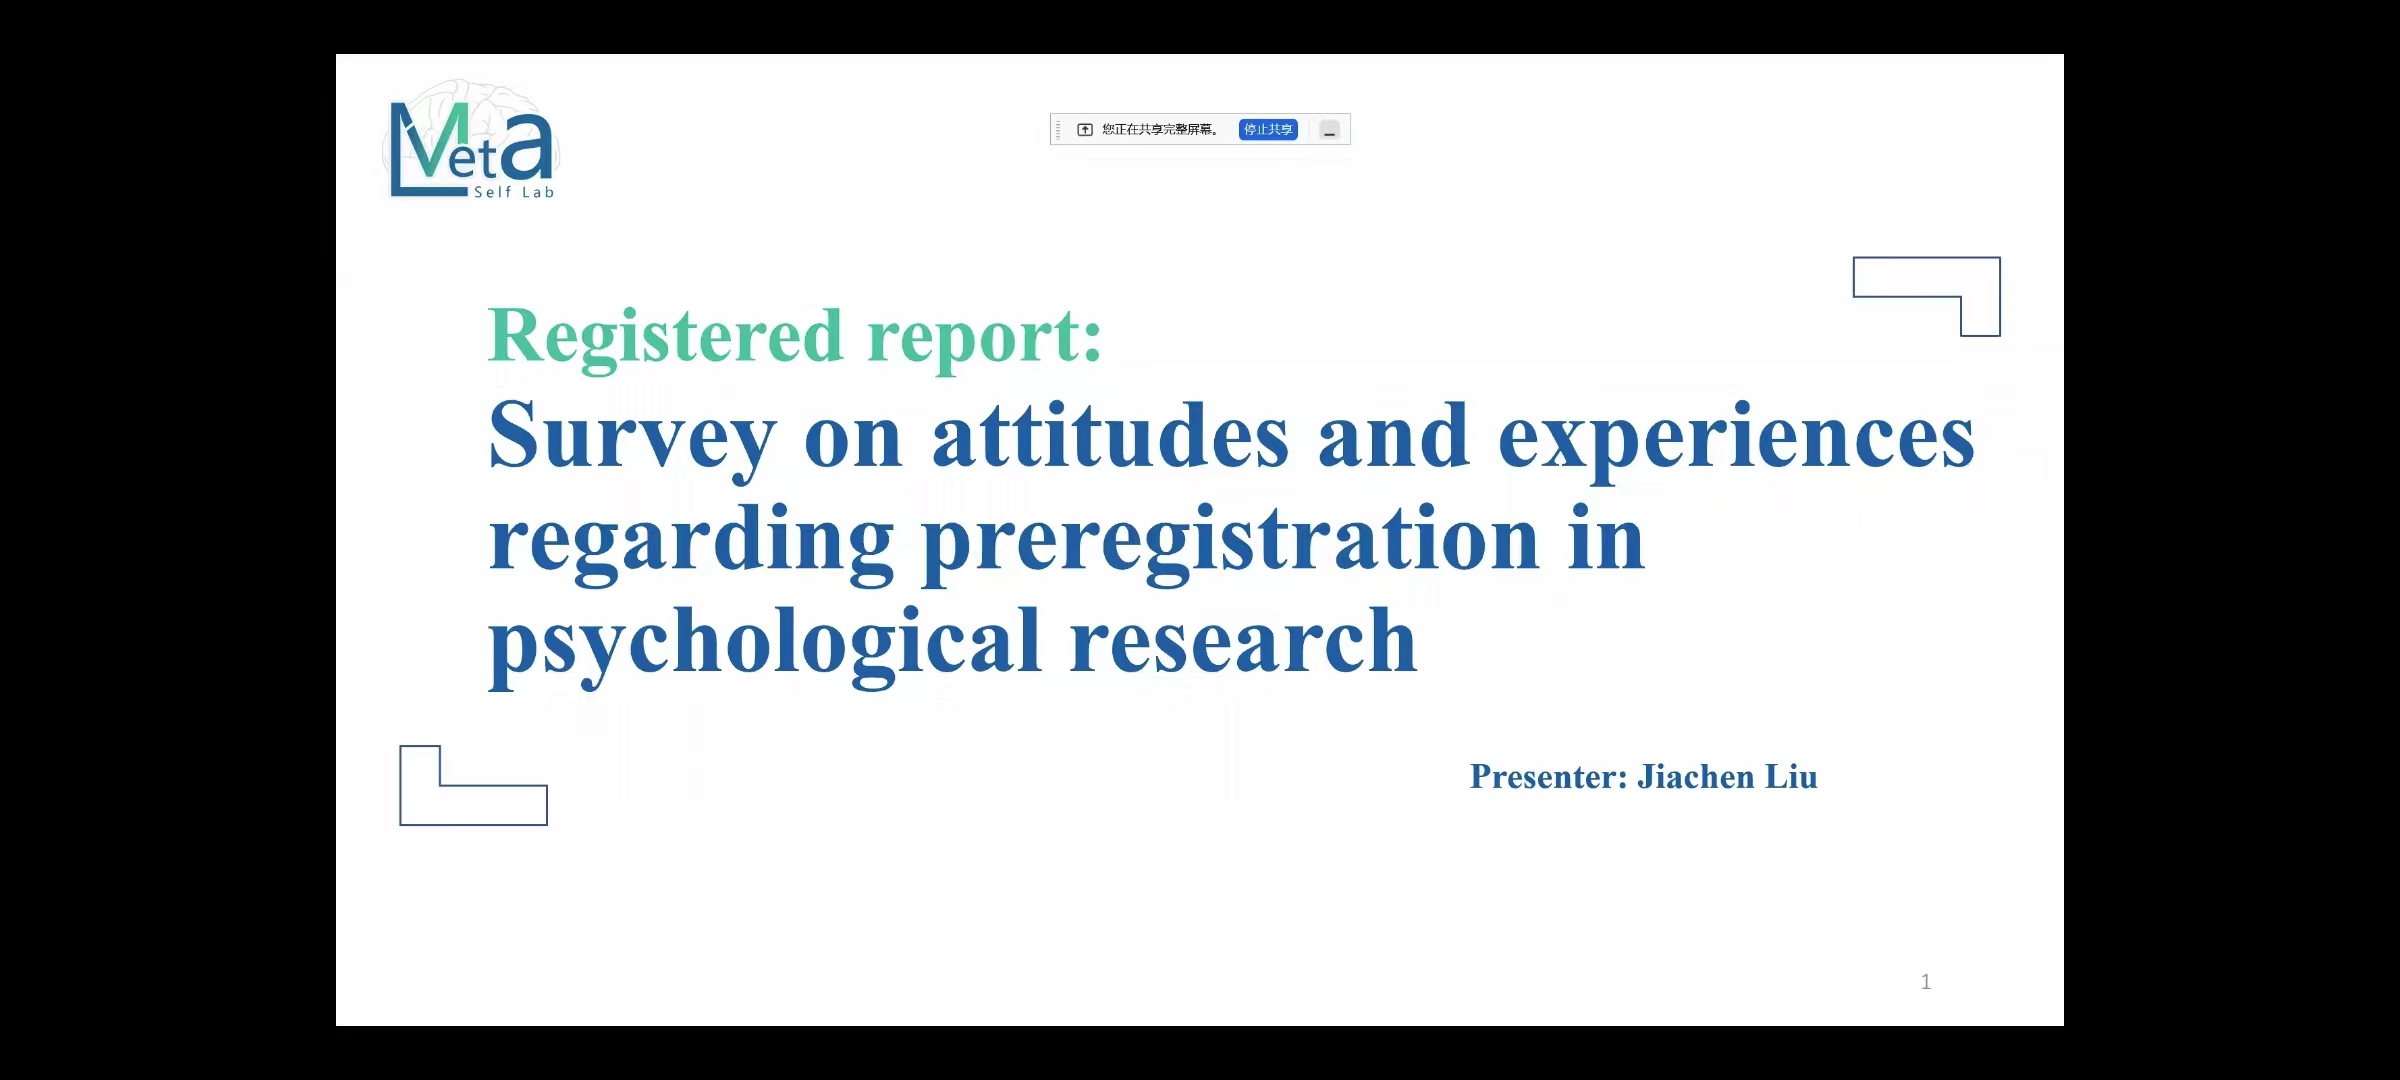 Meta
Self Lab
您正在共享完整屏幕。 停止共享
Registered report:
Survey on attitudes and experiences
regarding preregistration in
psychological research
Presenter: Jiachen Liu
1